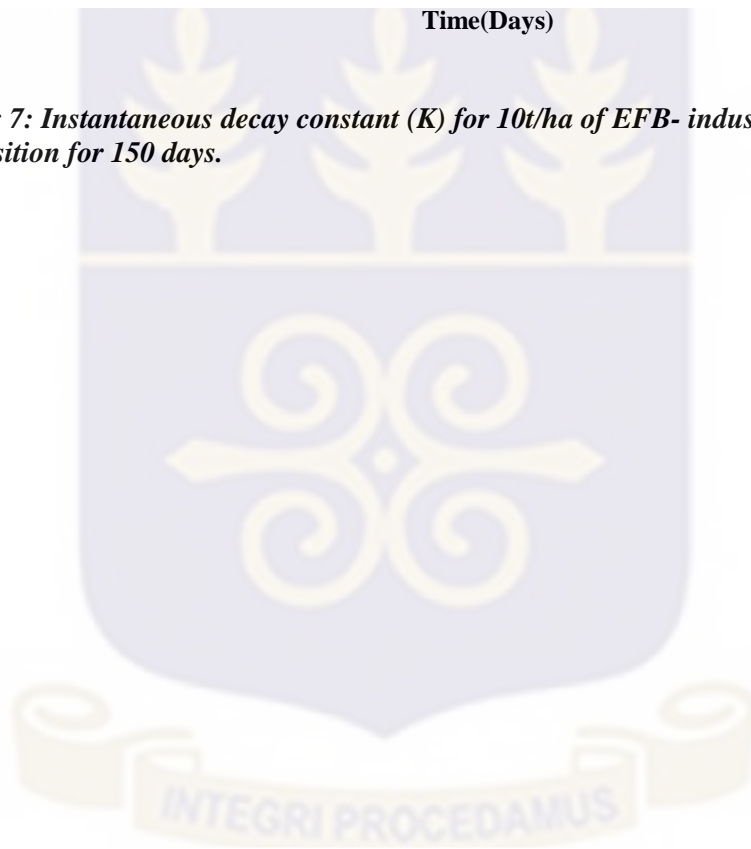 Time(Days)
7: Instantaneous decay constant (K) for 10t/ha of EFB- indus
sition for 150 days.
INTEGRI PROCEDAMUS